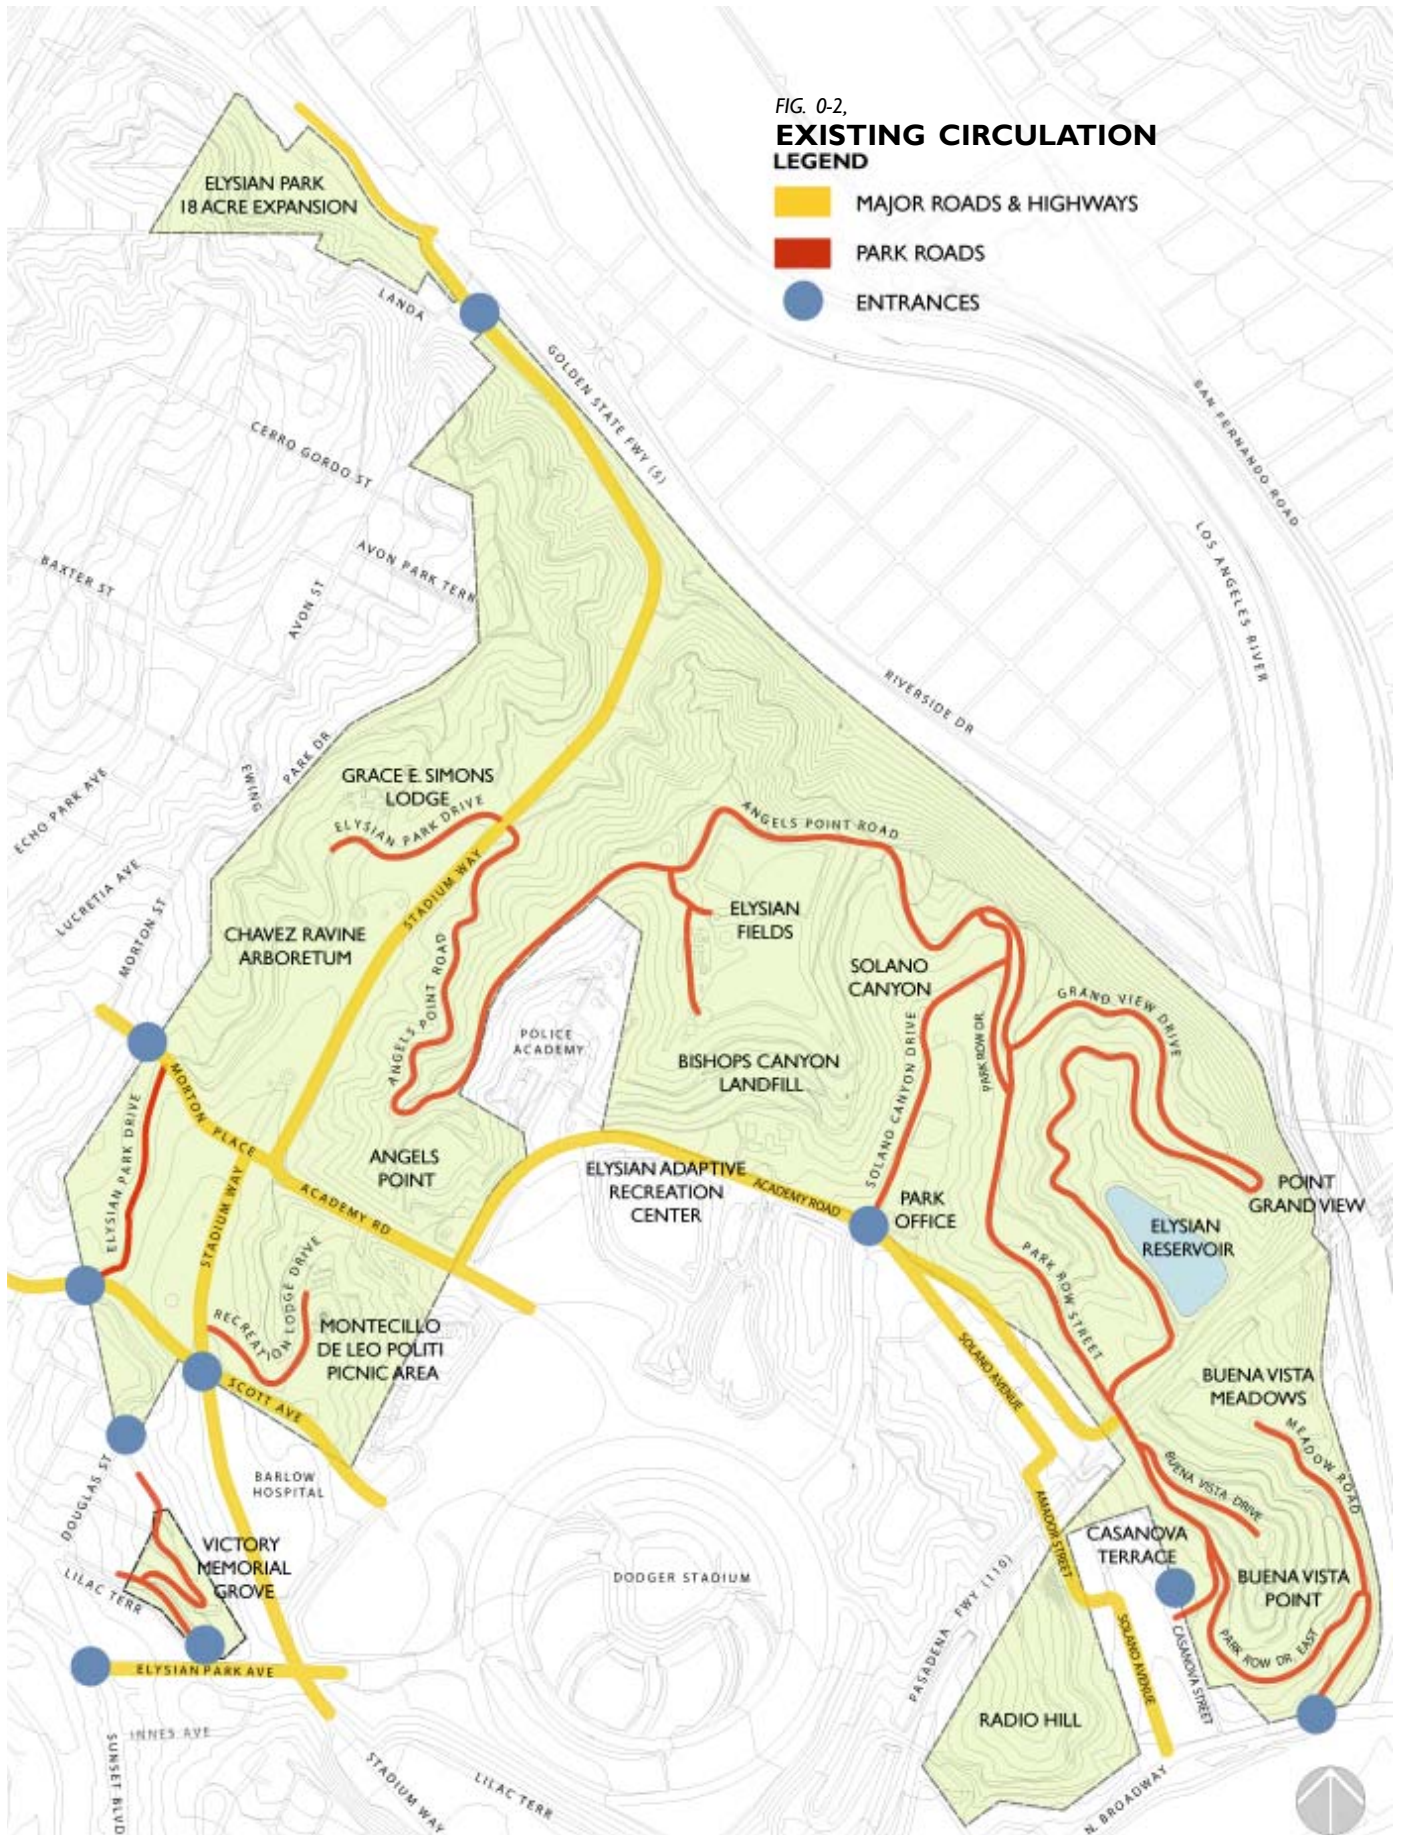 FIG. 0-2,
EXISTING CIRCULATION
LEGEND
MAJOR ROADS & HIGHWAYS
PARK ROADS
ENTRANCES
ELYSIAN PARK
18 ACRE EXPANSION
LANDA
GOLDEN STATE FWY (5)
SAN FERNANDO ROAD
CERRO GORDO ST
LOS ANGELES RIVER
AVON PARK TERR
BAXTER ST
AVON ST
RIVERSIDE DR
PARK DR
EWING
ECHO PARK AVE
GRACE E. SIMONS
LODGE
ELYSIAN PARK DRIVE
STADIUM WAY
ANGELS POINT ROAD
LUCRETIA AVE
MORTON ST
CHAVEZ RAVINE
ARBORETUM
ANGELS POINT ROAD
ELYSIAN
FIELDS
SOLANO
CANYON
GRAND VIEW DRIVE
POLICE
ACADEMY
BISHOPS CANYON
LANDFILL
SOLANO CANYON DRIVE
PARK ROW DR.
MORTON PLACE
ELYSIAN PARK DRIVE
ANGELS
POINT
ELYSIAN ADAPTIVE
RECREATION
CENTER
ACADEMY ROAD
PARK
OFFICE
POINT
GRAND VIEW
ELYSIAN
RESERVOIR
ACADEMY RD
STADIUM WAY
RECREATION LODGE DRIVE
MONTECILLO
DE LEO POLITI
PICNIC AREA
PARK ROW STREET
SOLANO AVENUE
SCOTT AVE
BUENA VISTA
MEADOWS
MEADOW ROAD
BUENA VISTA DRIVE
BARLOW
HOSPITAL
DOUGLAS ST
AMADOR STREET
CASANOVA
TERRACE
VICTORY
MEMORIAL
GROVE
LILAC TERR
DODGER STADIUM
PASADENA FWY (110)
BUENA VISTA
POINT
PARK ROW DR. EAST
CASANOVA STREET
SOLANO AVENUE
ELYSIAN PARK AVE
RADIO HILL
INNES AVE
SUNSET BLVD
STADIUM WAY
LILAC TERR
N. BROADWAY